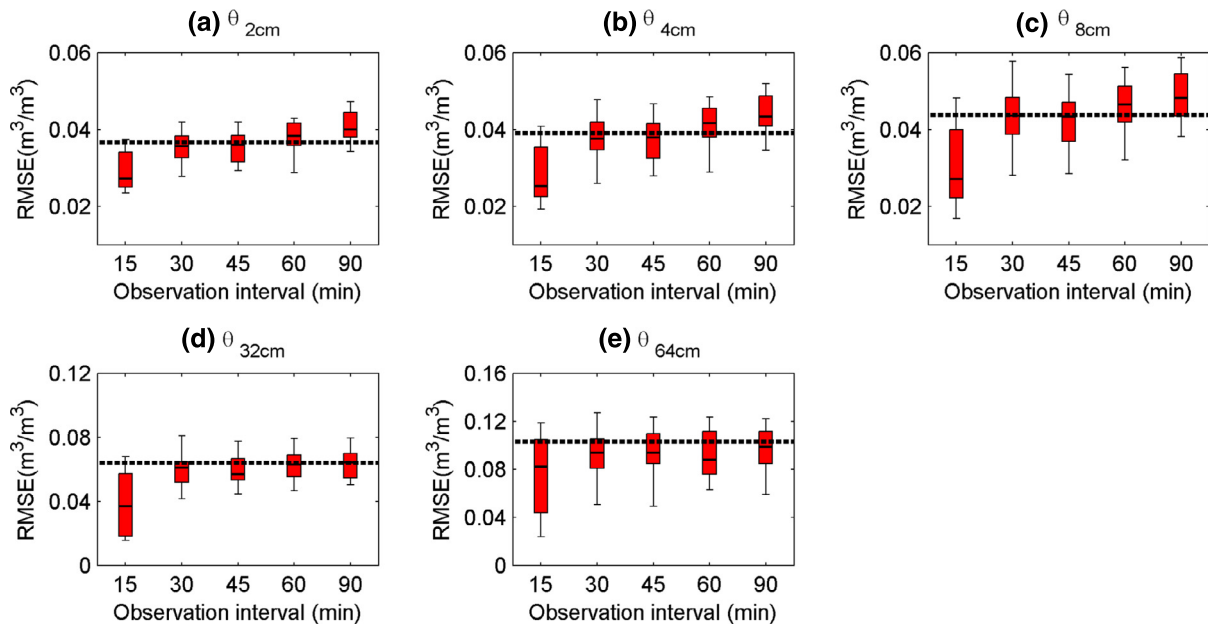 (a) θ 2cm
0.06
0.04
0.02
RMSE(m³/m³)
15 30 45 60 90
Observation interval (min)
(b) θ 4cm
0.06
0.04
0.02
RMSE(m³/m³)
15 30 45 60 90
Observation interval (min)
(c) θ 8cm
0.06
0.04
0.02
RMSE(m³/m³)
15 30 45 60 90
Observation interval (min)
(d) θ 32cm
0.12
0.08
0.04
0
RMSE(m³/m³)
15 30 45 60 90
Observation interval (min)
(e) θ 64cm
0.16
0.12
0.08
0.04
0
RMSE(m³/m³)
15 30 45 60 90
Observation interval (min)